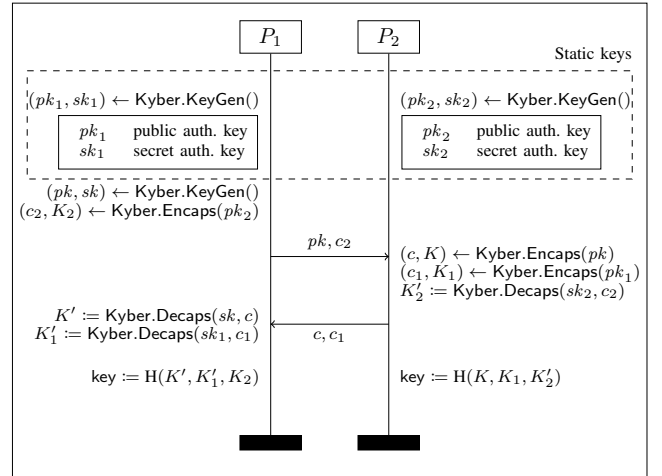 P₁ P₂
Static keys
(pk₁, sk₁) ← Kyber.KeyGen() (pk₂, sk₂) ← Kyber.KeyGen()
pk₁ public auth. key pk₂ public auth. key
sk₁ secret auth. key sk₂ secret auth. key
(pk, sk) ← Kyber.KeyGen()
(c₂, K₂) ← Kyber.Encaps(pk₂)
pk, c₂
(c, K) ← Kyber.Encaps(pk)
(c₁, K₁) ← Kyber.Encaps(pk₁)
K′₂ := Kyber.Decaps(sk₂, c₂)
K′ := Kyber.Decaps(sk, c)
K′₁ := Kyber.Decaps(sk₁, c₁)
c, c₁
key := H(K′, K′₁, K₂) key := H(K, K₁, K′₂)